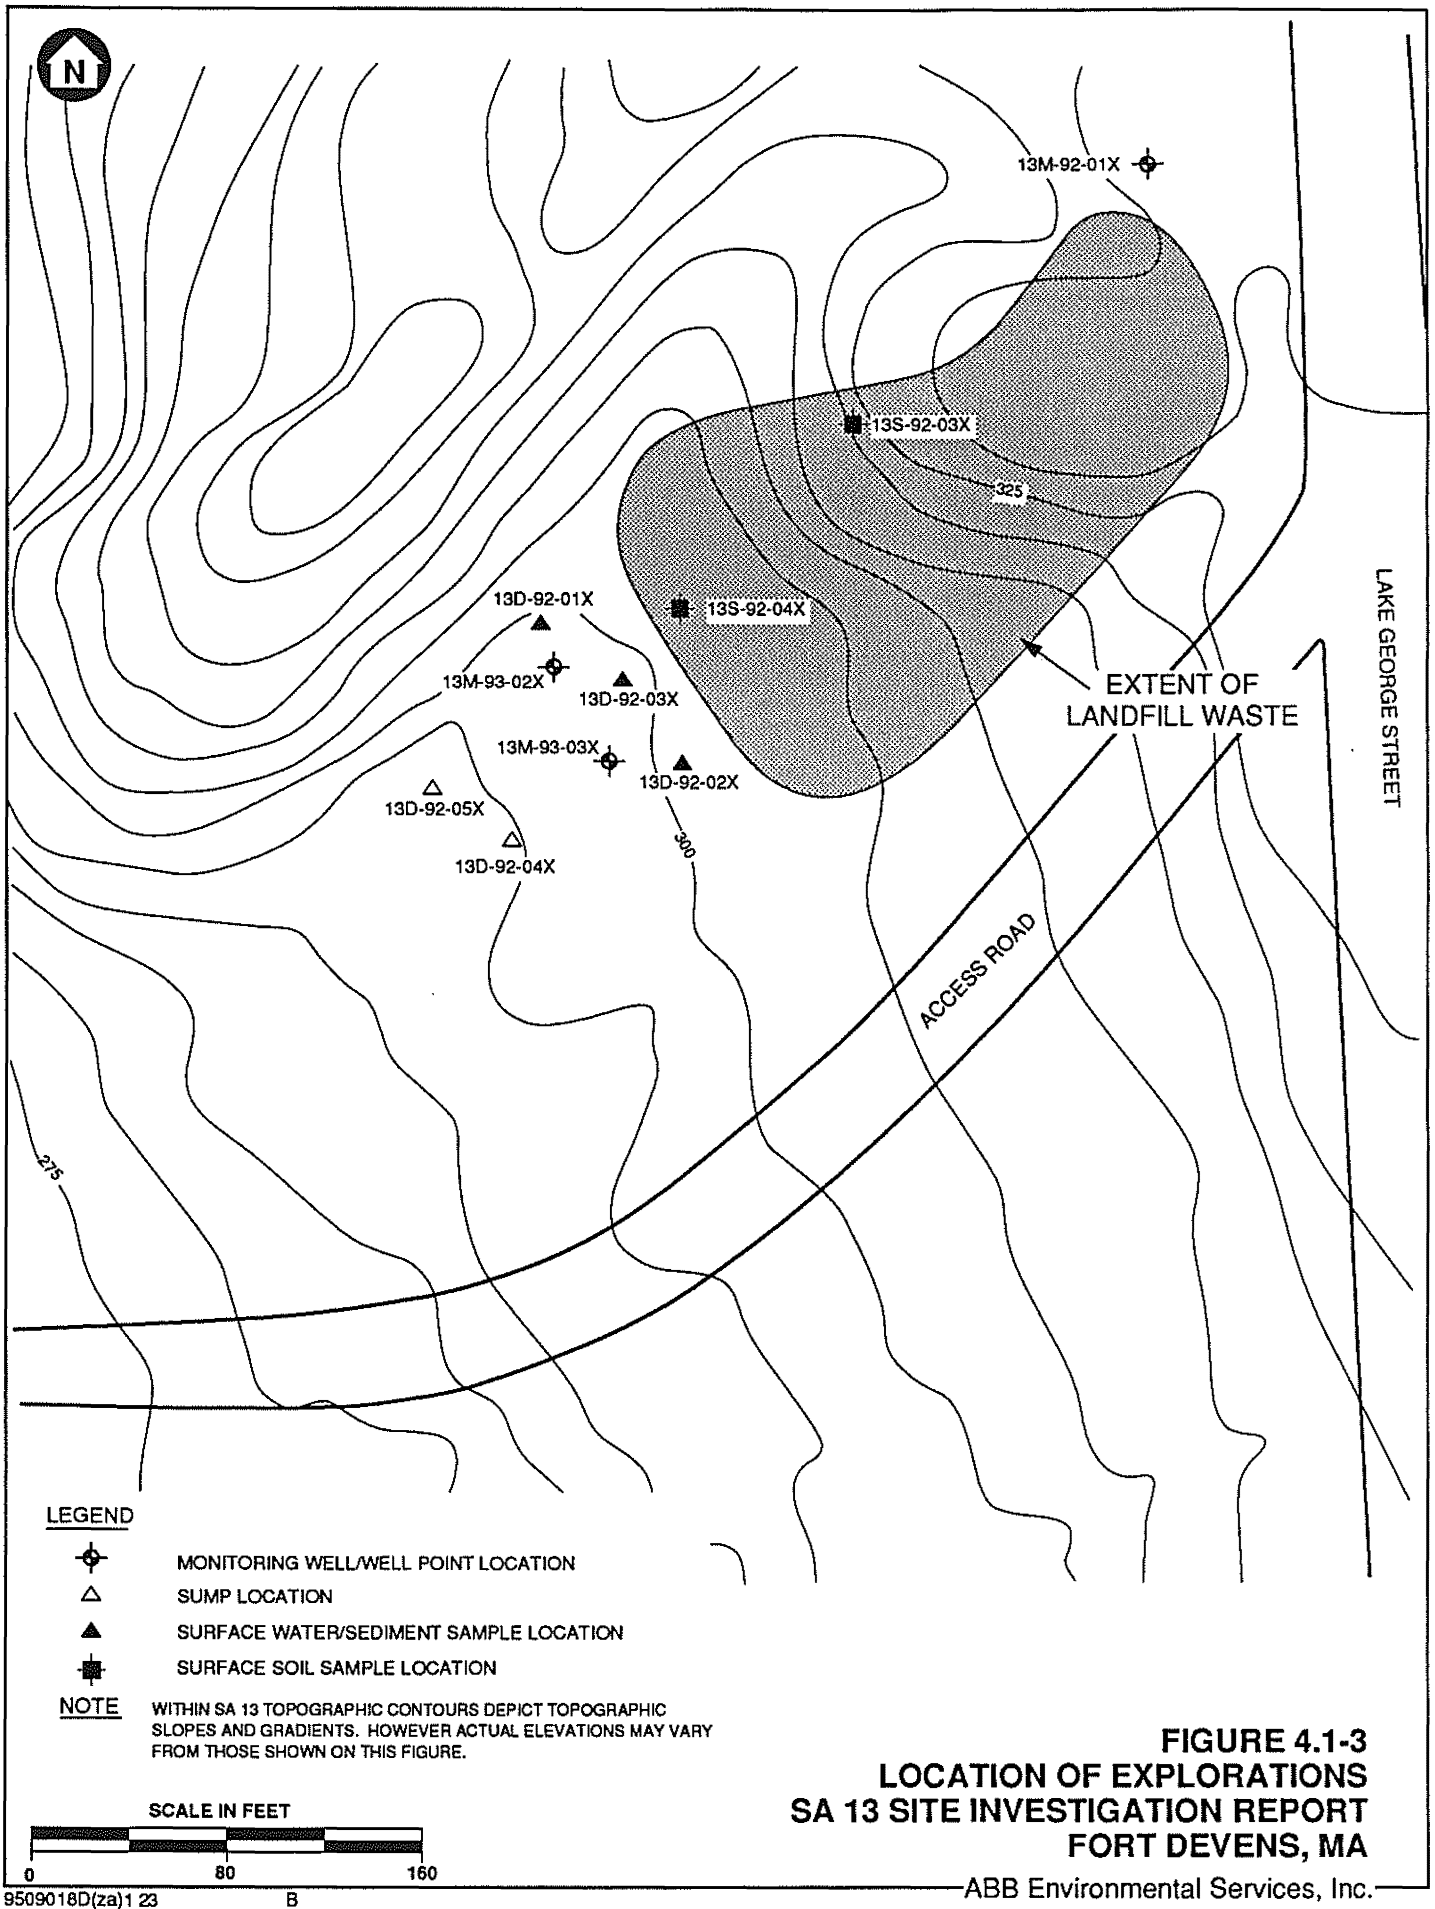 N
13M-92-01X
13S-92-03X
325
13D-92-01X
13S-92-04X
13M-93-02X
13D-92-03X
EXTENT OF
LANDFILL WASTE
LAKE GEORGE STREET
13M-93-03X
13D-92-02X
13D-92-05X
300
13D-92-04X
ACCESS ROAD
275
LEGEND
MONITORING WELL/WELL POINT LOCATION
SUMP LOCATION
SURFACE WATER/SEDIMENT SAMPLE LOCATION
SURFACE SOIL SAMPLE LOCATION
NOTE WITHIN SA 13 TOPOGRAPHIC CONTOURS DEPICT TOPOGRAPHIC
SLOPES AND GRADIENTS. HOWEVER ACTUAL ELEVATIONS MAY VARY
FROM THOSE SHOWN ON THIS FIGURE.
SCALE IN FEET
0 80 160
FIGURE 4.1-3
LOCATION OF EXPLORATIONS
SA 13 SITE INVESTIGATION REPORT
FORT DEVENS, MA
ABB Environmental Services, Inc.
9509018D(za)1 23 B